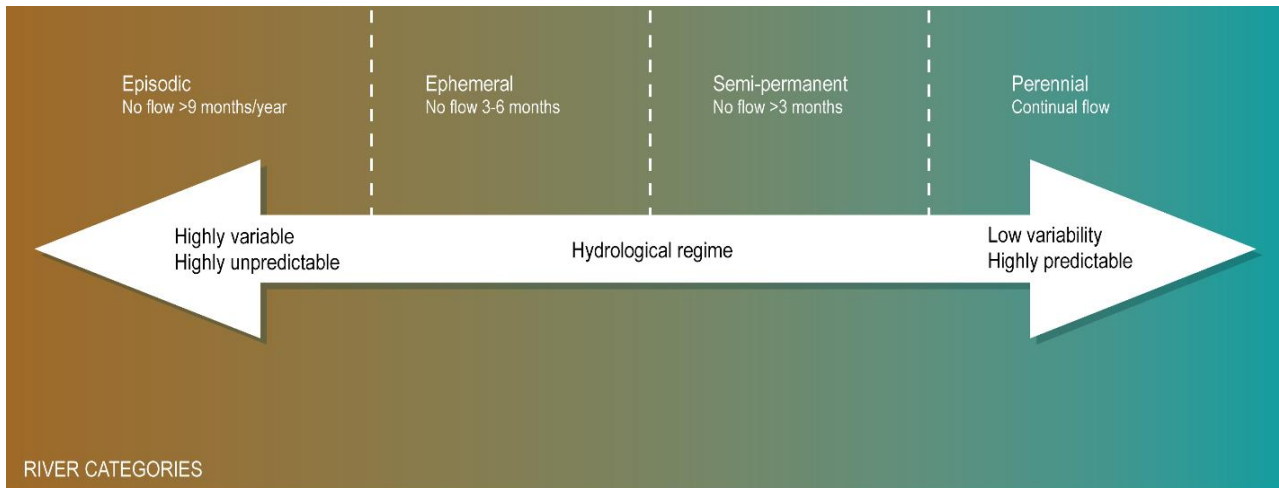 Episodic
No flow >9 months/year
Ephemeral
No flow 3-6 months
Semi-permanent
No flow >3 months
Perennial
Continual flow
Highly variable
Highly unpredictable
Hydrological regime
Low variability
Highly predictable
RIVER CATEGORIES